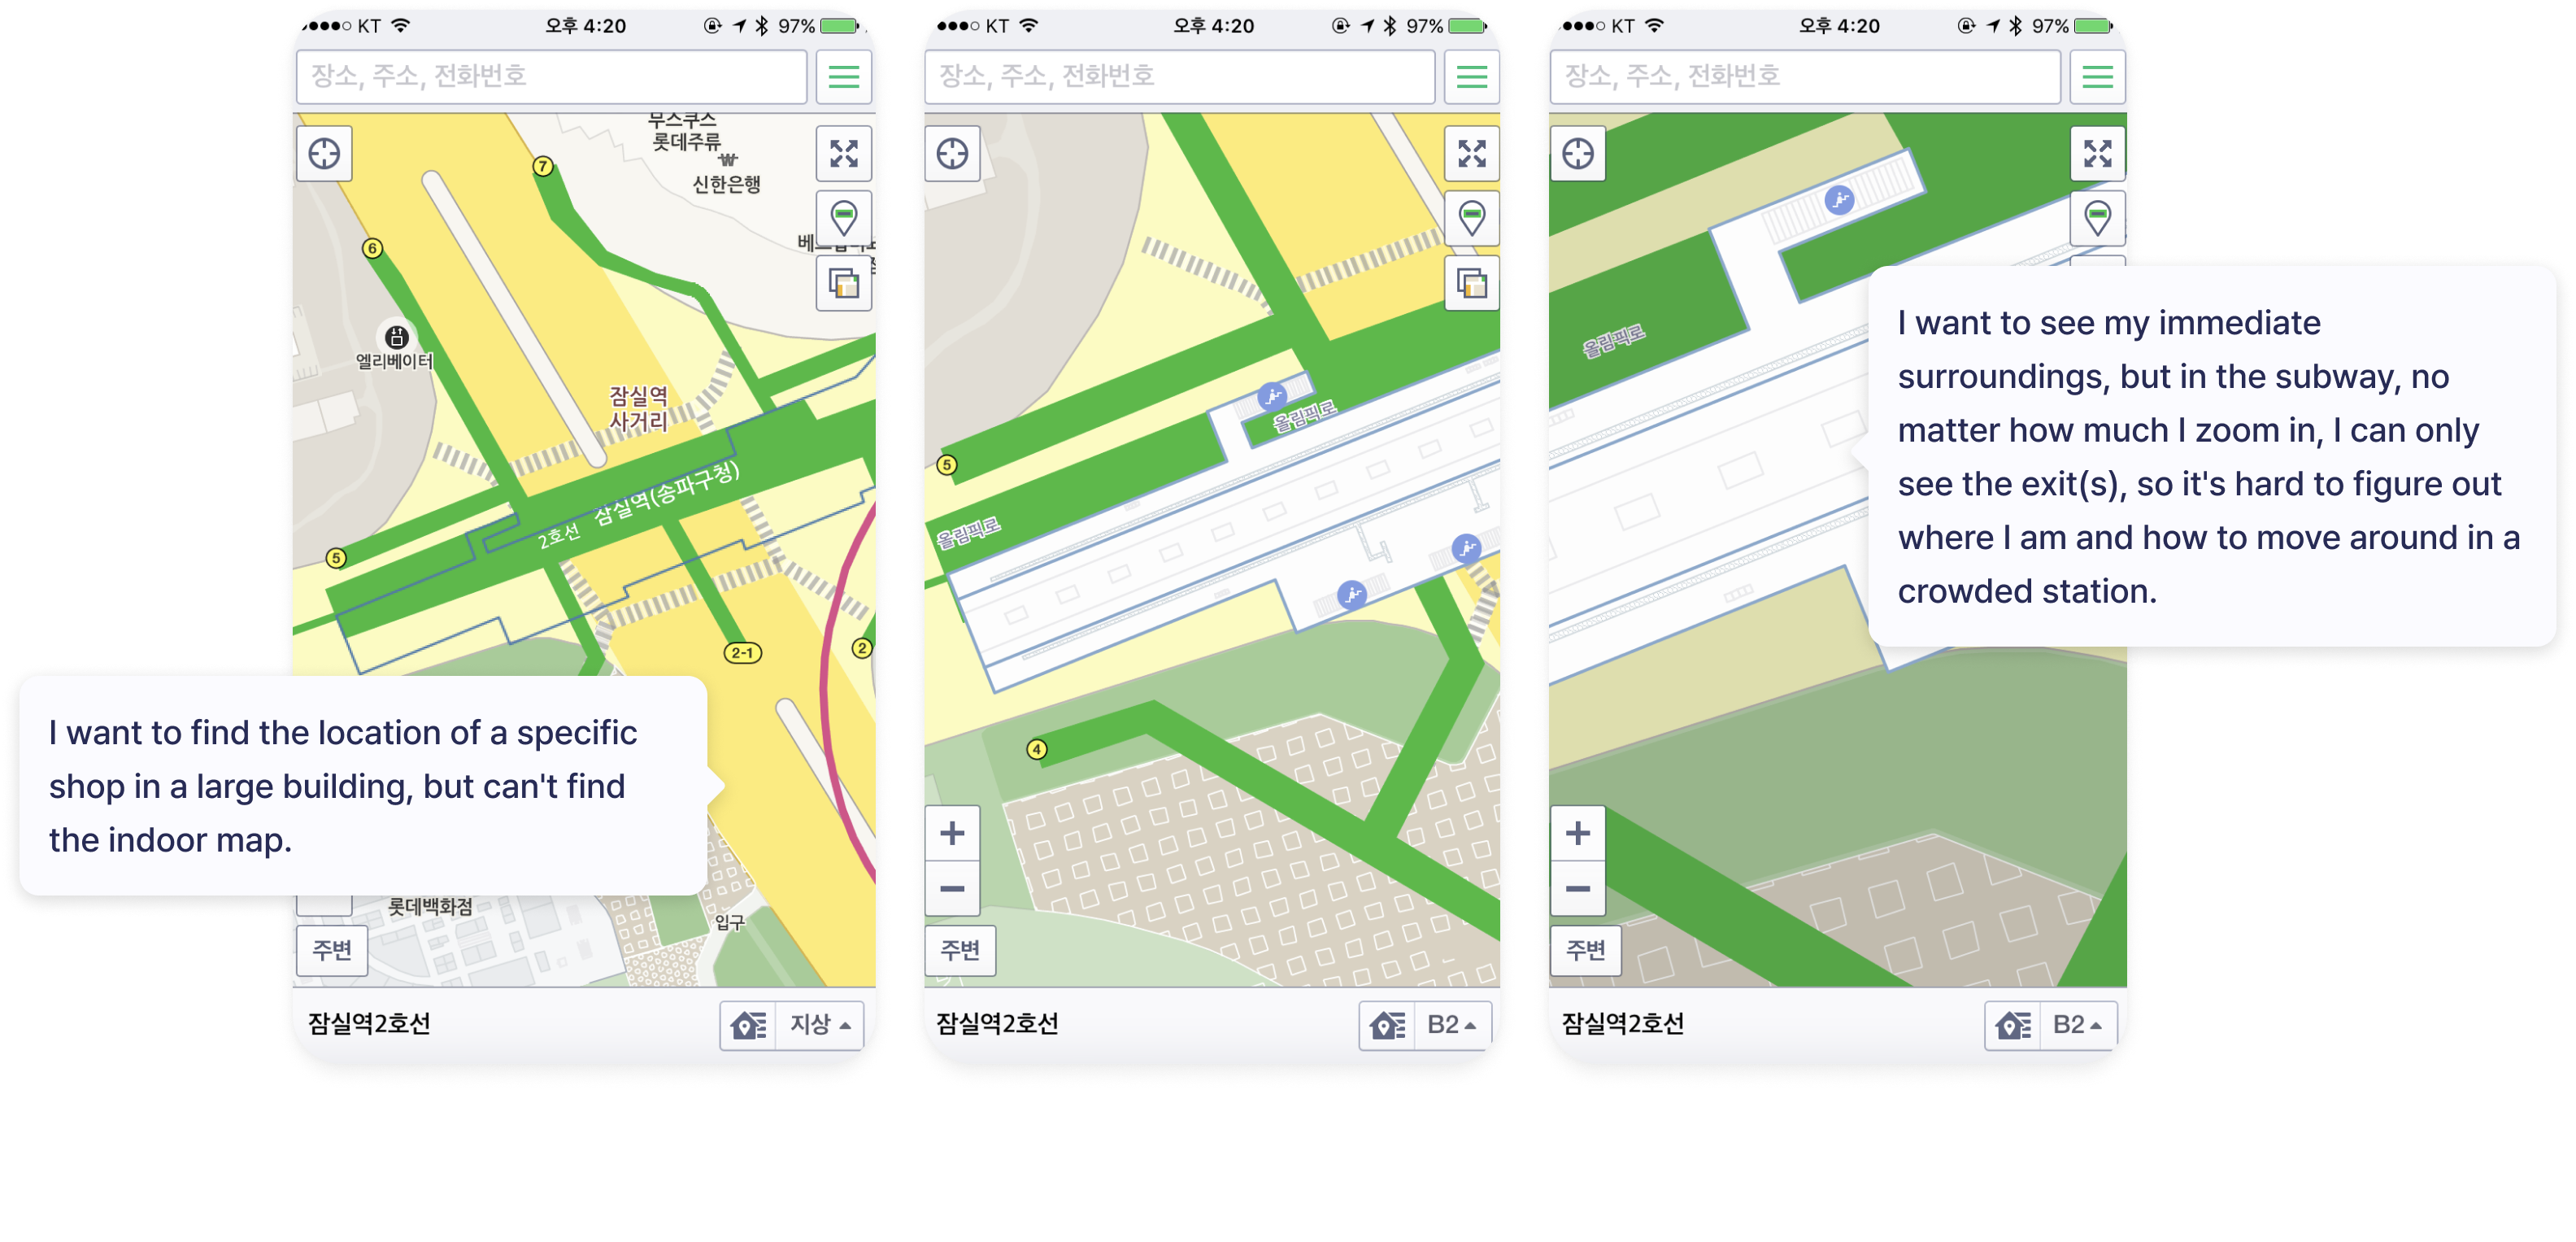 KT 오후 4:20 97%
장소, 주소, 전화번호
무스쿠스
롯데주류
신한은행
7
6
엘리베이터
잠실역
사거리
2호선 잠실역(송파구청)
5
2-1
2
I want to find the location of a specific
shop in a large building, but can't find
the indoor map.
롯데백화점
입구
주변
잠실역2호선
지상
KT 오후 4:20 97%
장소, 주소, 전화번호
올림픽로
5
올림픽로
4
주변
잠실역2호선
B2
KT 오후 4:20 97%
장소, 주소, 전화번호
올림픽로
I want to see my immediate
surroundings, but in the subway, no
matter how much I zoom in, I can only
see the exit(s), so it's hard to figure out
where I am and how to move around in a
crowded station.
주변
잠실역2호선
B2